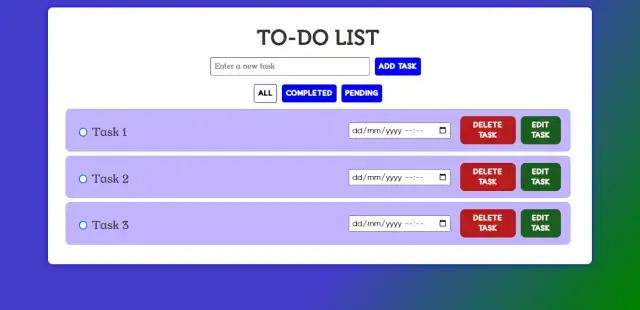 TO-DO LIST
Enter a new task ADD TASK
ALL COMPLETED PENDING
Task 1 dd/mm/yyyy --:-- DELETE TASK EDIT TASK
Task 2 dd/mm/yyyy --:-- DELETE TASK EDIT TASK
Task 3 dd/mm/yyyy --:-- DELETE TASK EDIT TASK